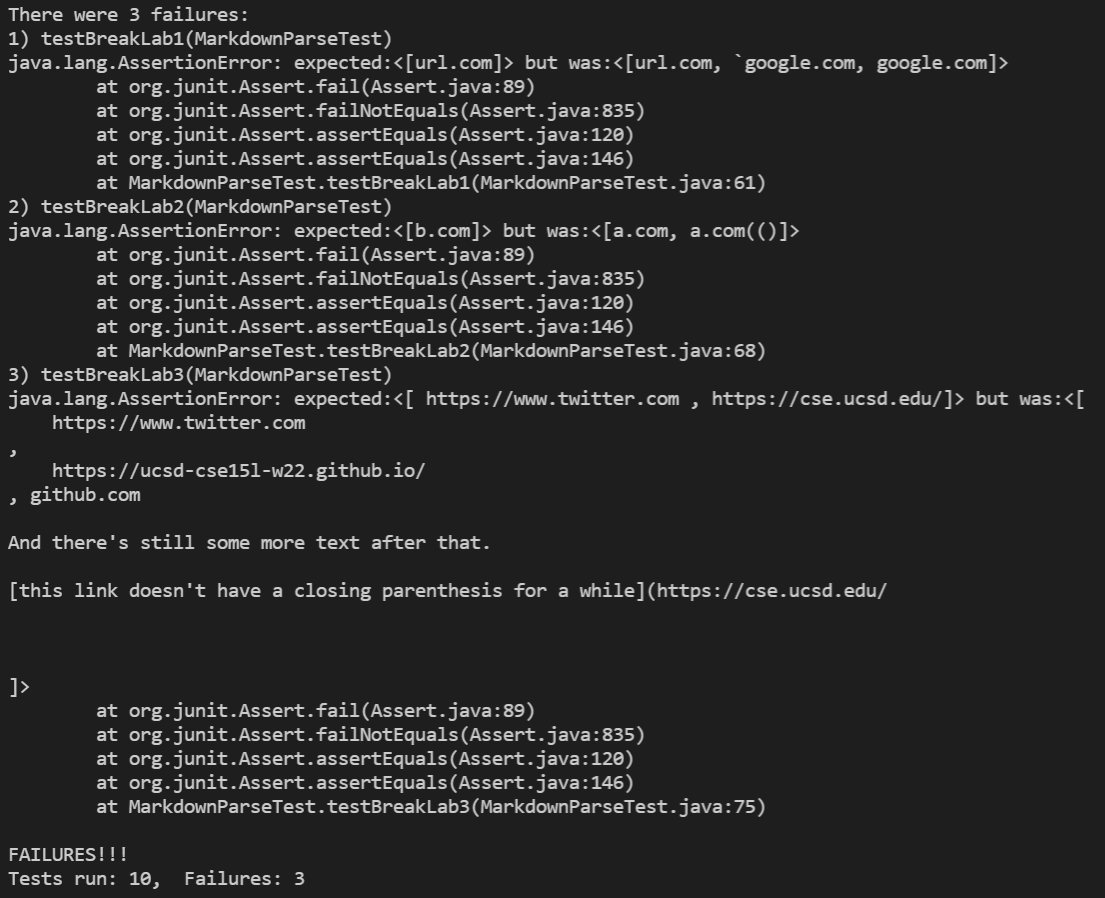 There were 3 failures:
1) testBreakLab1(MarkdownParseTest)
java.lang.AssertionError: expected:<[url.com]> but was:<[url.com, `google.com, google.com]>
        at org.junit.Assert.fail(Assert.java:89)
        at org.junit.Assert.failNotEquals(Assert.java:835)
        at org.junit.Assert.assertEquals(Assert.java:120)
        at org.junit.Assert.assertEquals(Assert.java:146)
        at MarkdownParseTest.testBreakLab1(MarkdownParseTest.java:61)
2) testBreakLab2(MarkdownParseTest)
java.lang.AssertionError: expected:<[b.com]> but was:<[a.com, a.com(()]>
        at org.junit.Assert.fail(Assert.java:89)
        at org.junit.Assert.failNotEquals(Assert.java:835)
        at org.junit.Assert.assertEquals(Assert.java:120)
        at org.junit.Assert.assertEquals(Assert.java:146)
        at MarkdownParseTest.testBreakLab2(MarkdownParseTest.java:68)
3) testBreakLab3(MarkdownParseTest)
java.lang.AssertionError: expected:<[ https://www.twitter.com , https://cse.ucsd.edu/]> but was:<[
    https://www.twitter.com
,
    https://ucsd-cse15l-w22.github.io/
, github.com

And there's still some more text after that.

[this link doesn't have a closing parenthesis for a while](https://cse.ucsd.edu/



]>
        at org.junit.Assert.fail(Assert.java:89)
        at org.junit.Assert.failNotEquals(Assert.java:835)
        at org.junit.Assert.assertEquals(Assert.java:120)
        at org.junit.Assert.assertEquals(Assert.java:146)
        at MarkdownParseTest.testBreakLab3(MarkdownParseTest.java:75)

FAILURES!!!
Tests run: 10,  Failures: 3